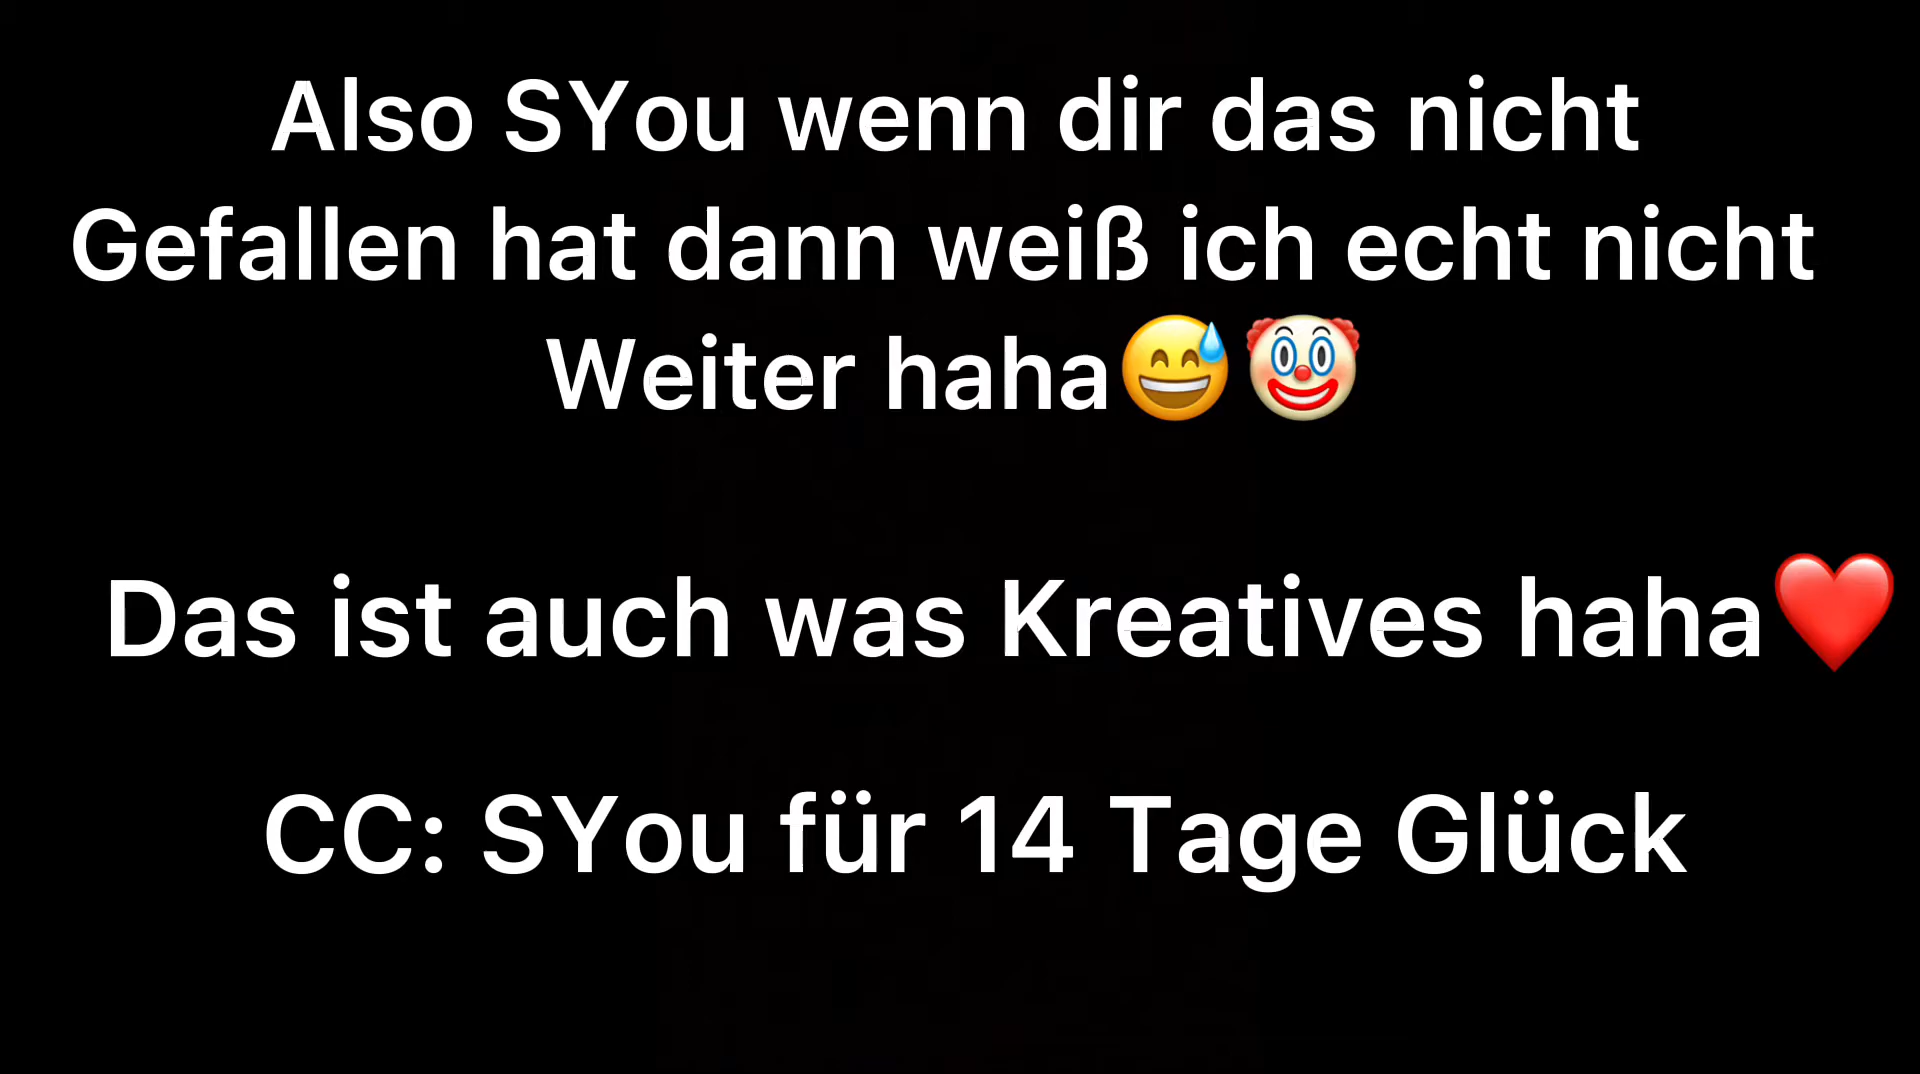 Also SYou wenn dir das nicht
Gefallen hat dann weiß ich echt nicht
Weiter haha😅🤡
Das ist auch was Kreatives haha❤️
CC: SYou für 14 Tage Glück